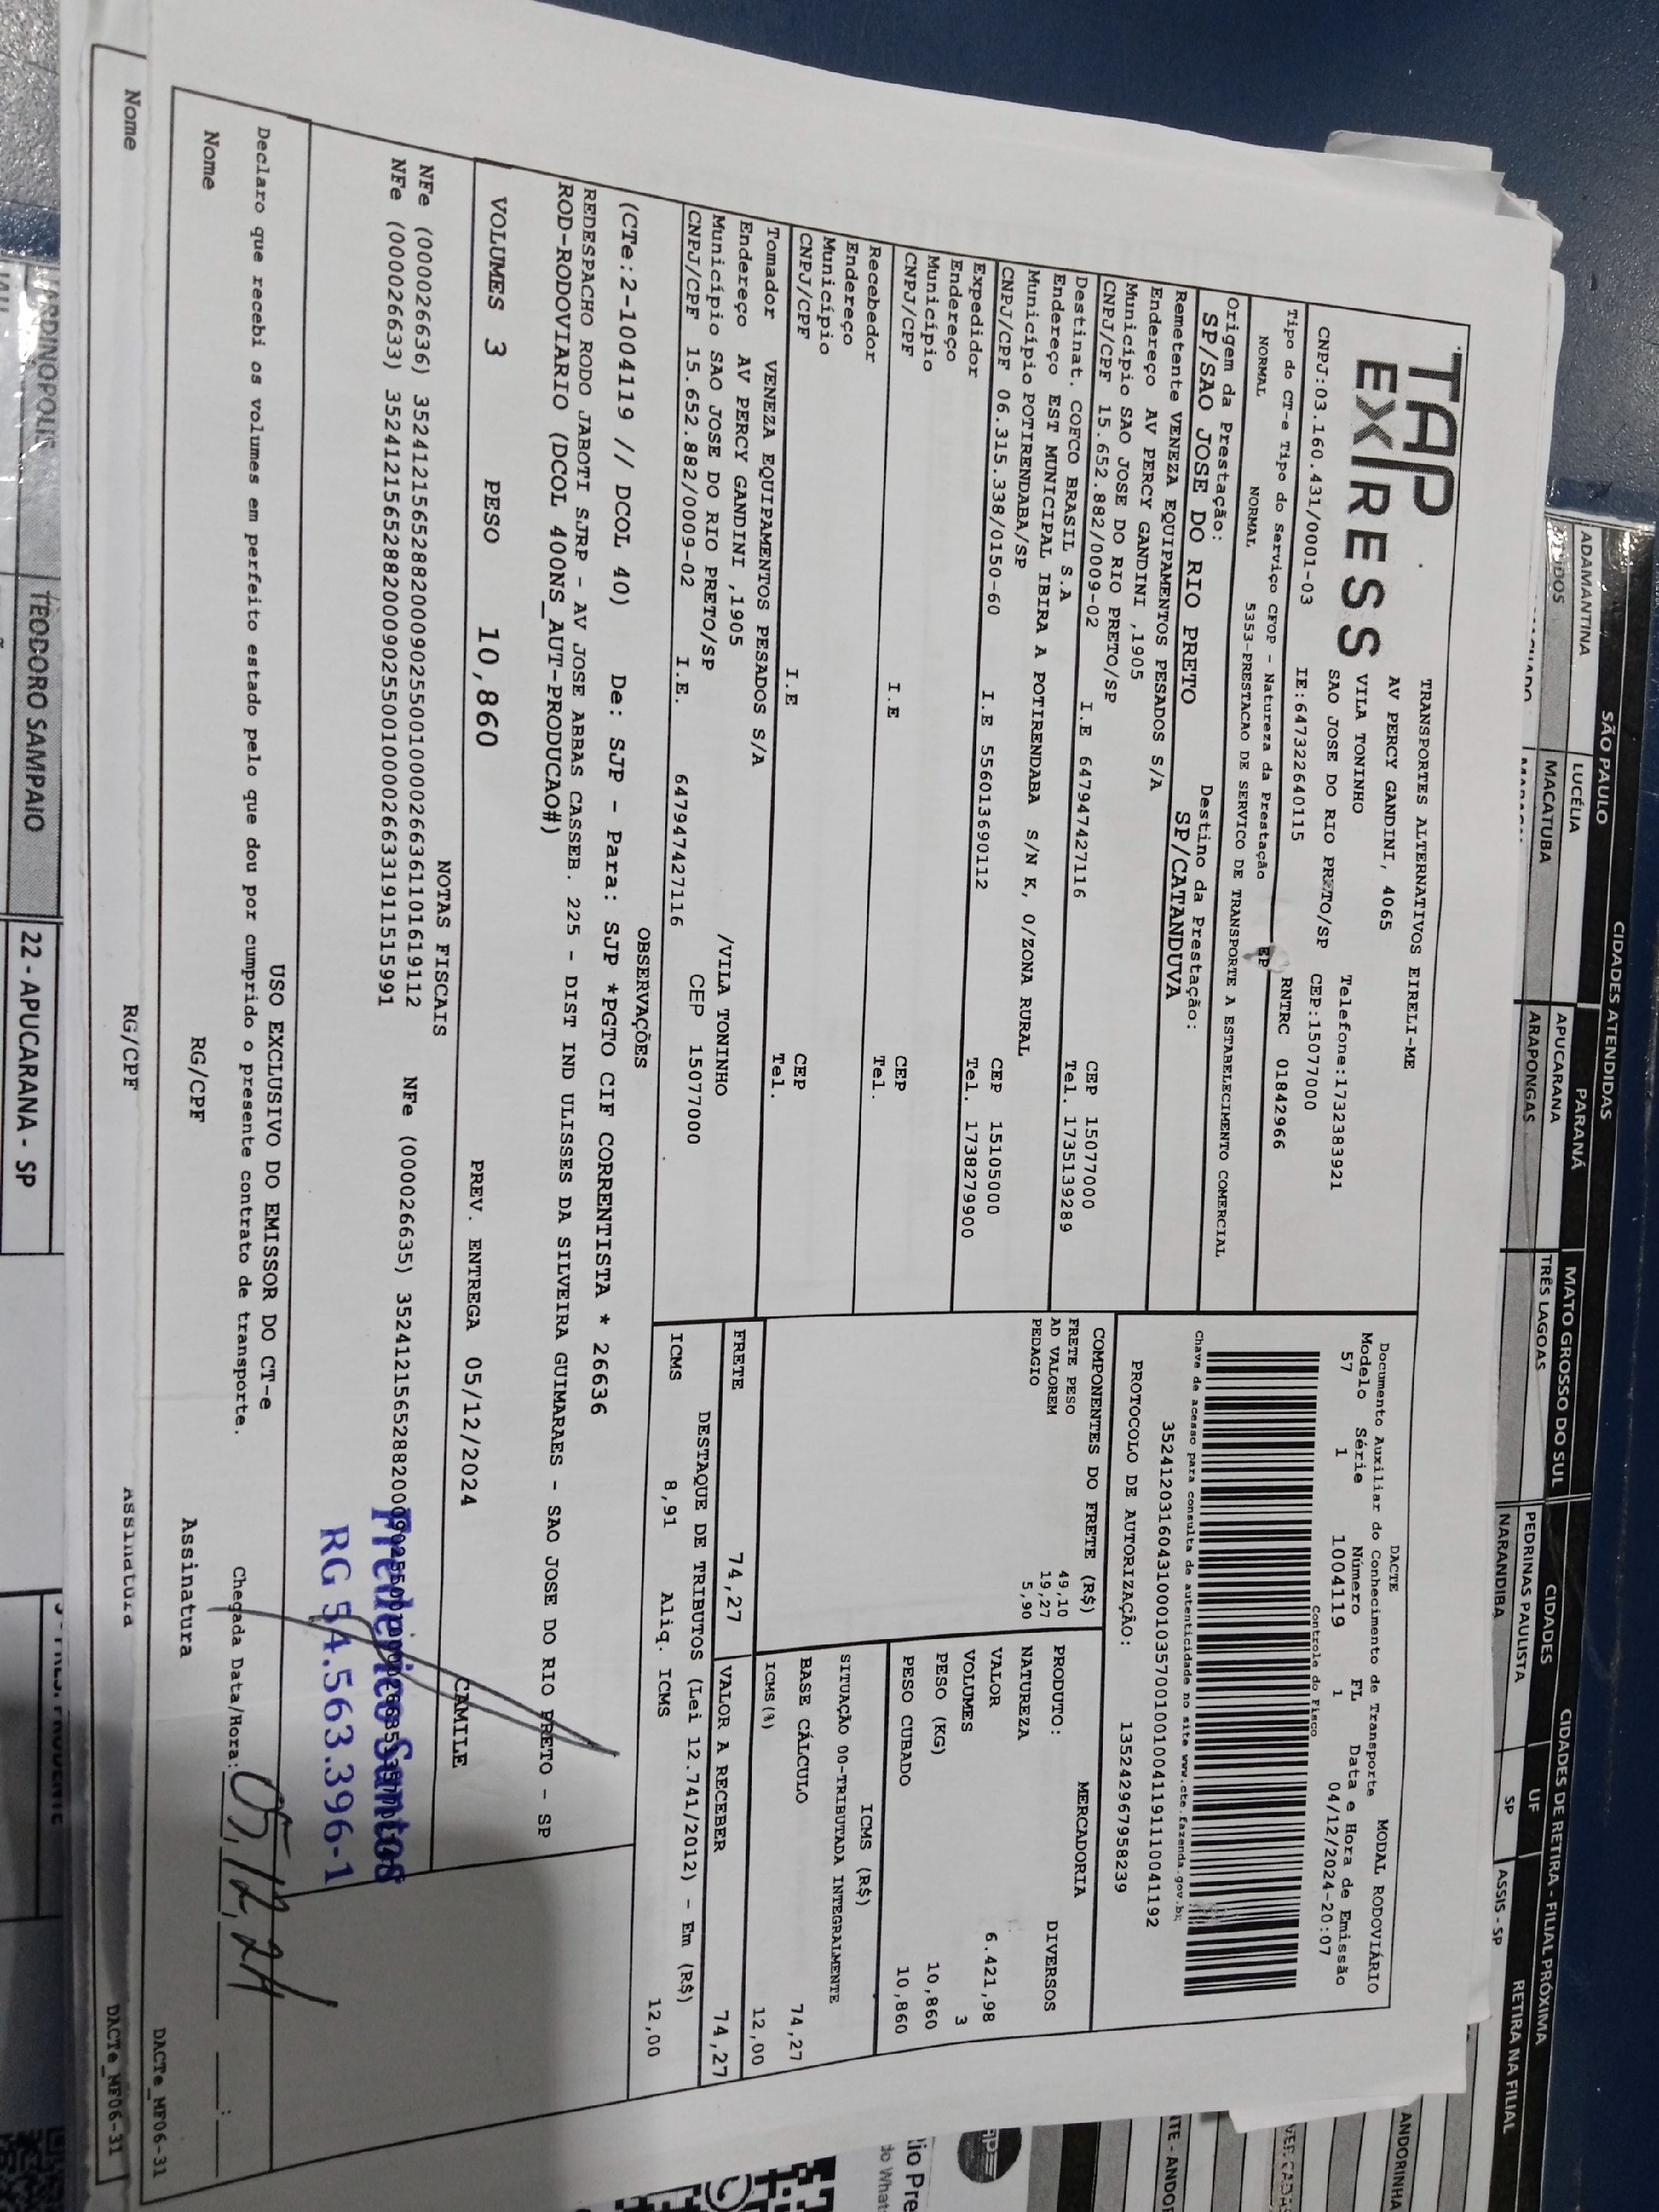 TAP
EXPRESS
TRANSPORTES ALTERNATIVOS EIRELI-ME
AV PERCY GANDINI, 4065
VILA TONINHO
Telefone:1732383921
SAO JOSE DO RIO PRETO/SP
CEP:15077000
CNPJ:03.160.431/0001-03
IE:647322640115
RNTRC 01842966
Tipo do CT-e Tipo do Serviço CFOP - Natureza da Prestação
NORMAL NORMAL 5353-PRESTACAO DE SERVICO DE TRANSPORTE A ESTABELECIMENTO COMERCIAL
Origem da Prestação: Destino da Prestação:
SP/SAO JOSE DO RIO PRETO SP/CATANDUVA
Remetente VENEZA EQUIPAMENTOS PESADOS S/A
Endereço AV PERCY GANDINI ,1905
Município SAO JOSE DO RIO PRETO/SP CEP 15077000
CNPJ/CPF 15.652.882/0009-02 I.E 647947427116 Tel. 1735139289
Destinat. COFCO BRASIL S.A
Endereço EST MUNICIPAL IBIRA A POTIRENDABA S/N K, 0/ZONA RURAL
Município POTIRENDABA/SP CEP 15105000
CNPJ/CPF 06.315.338/0150-60 I.E 556013690112 Tel. 1738279900
Expedidor
Endereço
Município CEP
CNPJ/CPF I.E Tel.
Recebedor
Endereço
Município CEP
CNPJ/CPF I.E Tel.
Tomador VENEZA EQUIPAMENTOS PESADOS S/A
Endereço AV PERCY GANDINI ,1905 /VILA TONINHO
Município SAO JOSE DO RIO PRETO/SP CEP 15077000
CNPJ/CPF 15.652.882/0009-02 I.E. 647947427116
DACTE
Documento Auxiliar do Conhecimento de Transporte MODAL RODOVIÁRIO
Modelo Série Número FL Data e Hora de Emissão
57 1 1004119 1 04/12/2024-20:07
Controle do Fisco
Chave de acesso para consulta de autenticidade no site www.cte.fazenda.gov.br
35241203160431000103570010010041191110041192
PROTOCOLO DE AUTORIZAÇÃO: 135242967958239
COMPONENTES DO FRETE (R$)
FRETE PESO 49,10
AD VALOREM 19,27
PEDAGIO 5,90
MERCADORIA
PRODUTO: DIVERSOS
NATUREZA
VALOR 6.421,98
VOLUMES 3
PESO (KG) 10,860
PESO CUBADO 10,860
ICMS (R$)
SITUAÇÃO 00-TRIBUTADA INTEGRALMENTE
BASE CÁLCULO 74,27
ICMS(%) 12,00
FRETE 74,27 VALOR A RECEBER 74,27
DESTAQUE DE TRIBUTOS (Lei 12.741/2012) - Em (R$)
ICMS 8,91 Aliq. ICMS 12,00
OBSERVAÇÕES
(CTe:2-1004119 // DCOL 40) De: SJP - Para: SJP *PGTO CIF CORRENTISTA * 26636
REDESPACHO RODO JABOTI SJRP - AV JOSE ABBAS CASSEB. 225 - DIST IND ULISSES DA SILVEIRA GUIMARAES - SAO JOSE DO RIO PRETO - SP
ROD-RODOVIARIO (DCOL 400NS_AUT-PRODUCAO#)
VOLUMES 3 PESO 10,860 PREV. ENTREGA 05/12/2024 CAMILE
NOTAS FISCAIS
NFe (000026636) 35241215652882000902550010000266361101619112 NFe (000026635)
NFe (000026633) 35241215652882000902550010000266331911515991
Frederico Santos
RG 54.563.396-1
USO EXCLUSIVO DO EMISSOR DO CT-e
Declaro que recebi os volumes em perfeito estado pelo que dou por cumprido o presente contrato de transporte.
Chegada Data/Hora: 05,12,24
Nome RG/CPF Assinatura
DACTe_MF06-31
Nome RG/CPF Assinatura
DACTe_MF06-31
CIDADES ATENDIDAS
SÃO PAULO PARANÁ MATO GROSSO DO SUL
ADAMANTINA LUCÉLIA APUCARANA TRÊS LAGOAS
MACATUBA ARAPONGAS
CIDADES DE RETIRA - FILIAL PRÓXIMA
CIDADES UF RETIRA NA FILIAL
PEDRINAS PAULISTA SP ASSIS - SP
NARANDIBA
JARDINOPOLIS
TEODORO SAMPAIO
22 - APUCARANA - SP